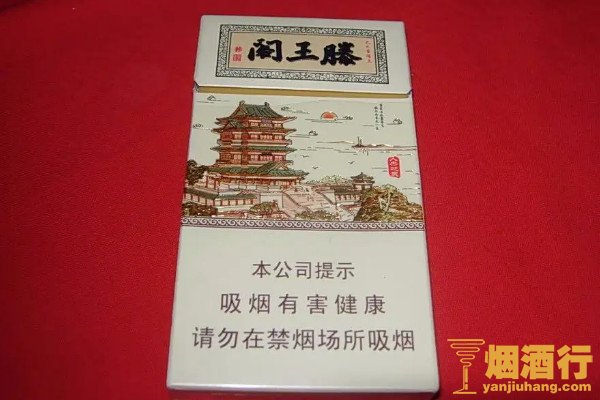 閣王滕
本公司提示
吸烟有害健康
请勿在禁烟场所吸烟
烟酒行
yanjiuhang.com